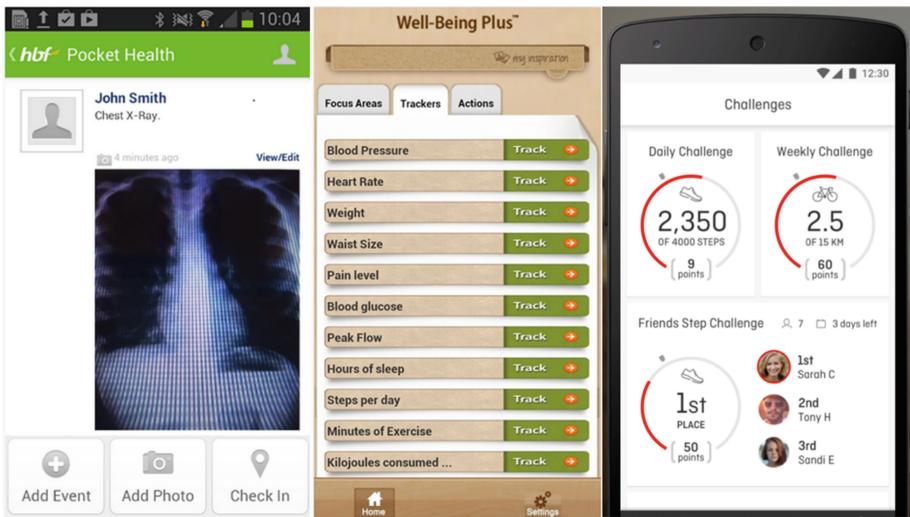 10:04
hbf Pocket Health
John Smith
Chest X-Ray.
4 minutes ago
View/Edit
Add Event
Add Photo
Check In
Well-Being Plus™
my inspiration
Focus Areas
Trackers
Actions
Blood Pressure Track
Heart Rate Track
Weight Track
Waist Size Track
Pain level Track
Blood glucose Track
Peak Flow Track
Hours of sleep Track
Steps per day Track
Minutes of Exercise Track
Kilojoules consumed ... Track
Home
Settings
12:30
Challenges
Daily Challenge
2,350
OF 4000 STEPS
9
points
Weekly Challenge
2.5
OF 15 KM
60
points
Friends Step Challenge
7
3 days left
1st
PLACE
50
points
1st
Sarah C
2nd
Tony H
3rd
Sandi E